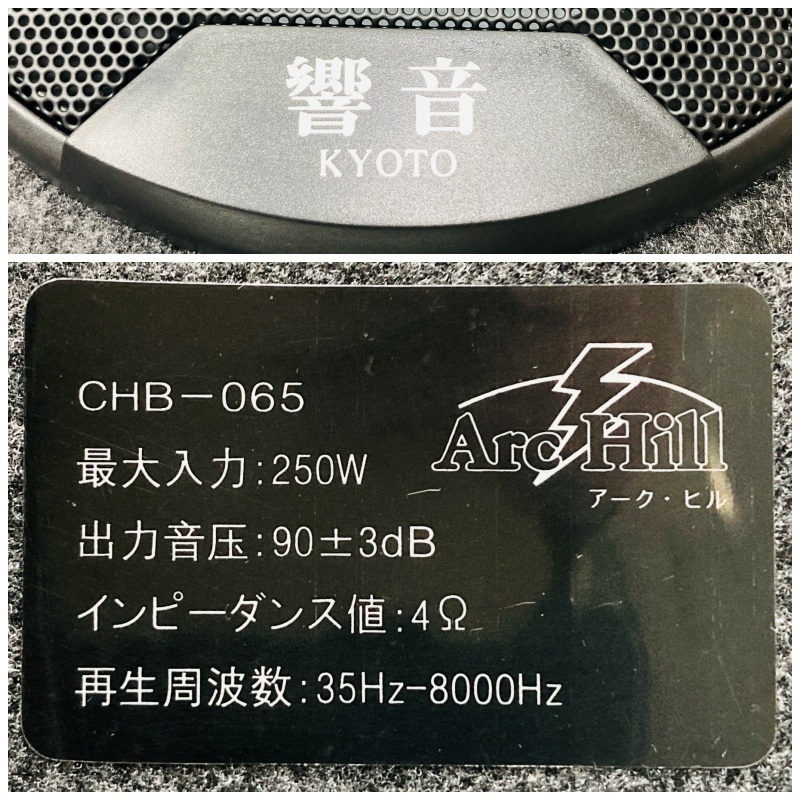 響音
KYOTO
CHB-065
Arc Hill
アーク・ヒル
最大入力:250W
出力音圧:90±3dB
インピーダンス値:4Ω
再生周波数:35Hz-8000Hz